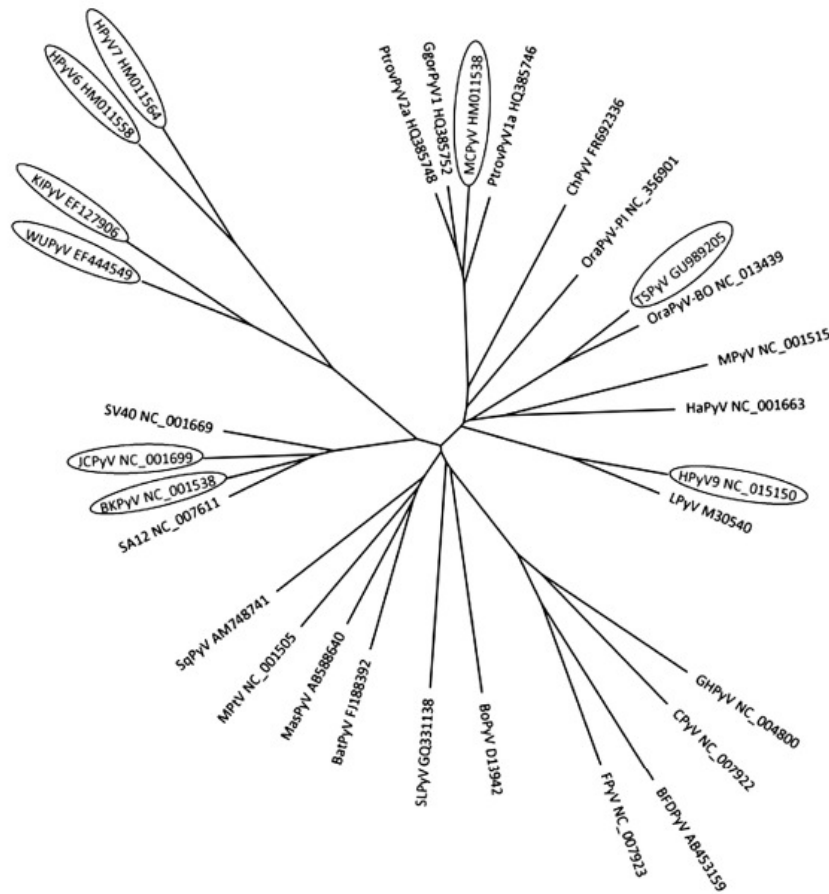 HPyV7 HM011564
HPyV6 HM011558
KIPyV EF127906
WUPyV EF444549
PtrovPyV2a HQ385748
GgorPyV1 HQ385752
MCPyV HM011538
PtrovPyV1a HQ385746
ChPyV FR692336
OraPyV-PI NC_356901
TSPyV GU989205
OraPyV-BO NC_013439
MPyV NC_001515
HaPyV NC_001663
HPyV9 NC_015150
LPyV M30540
SV40 NC_001669
JCPyV NC_001699
BKPyV NC_001538
SA12 NC_007611
SqPyV AM748741
MPtV NC_001505
MasPyV AB588640
BatPyV FJ188392
SLPyV GQ331138
BoPyV D13942
FPyV NC_007923
BFDPyV AB453159
CPyV NC_007922
GHPyV NC_004800